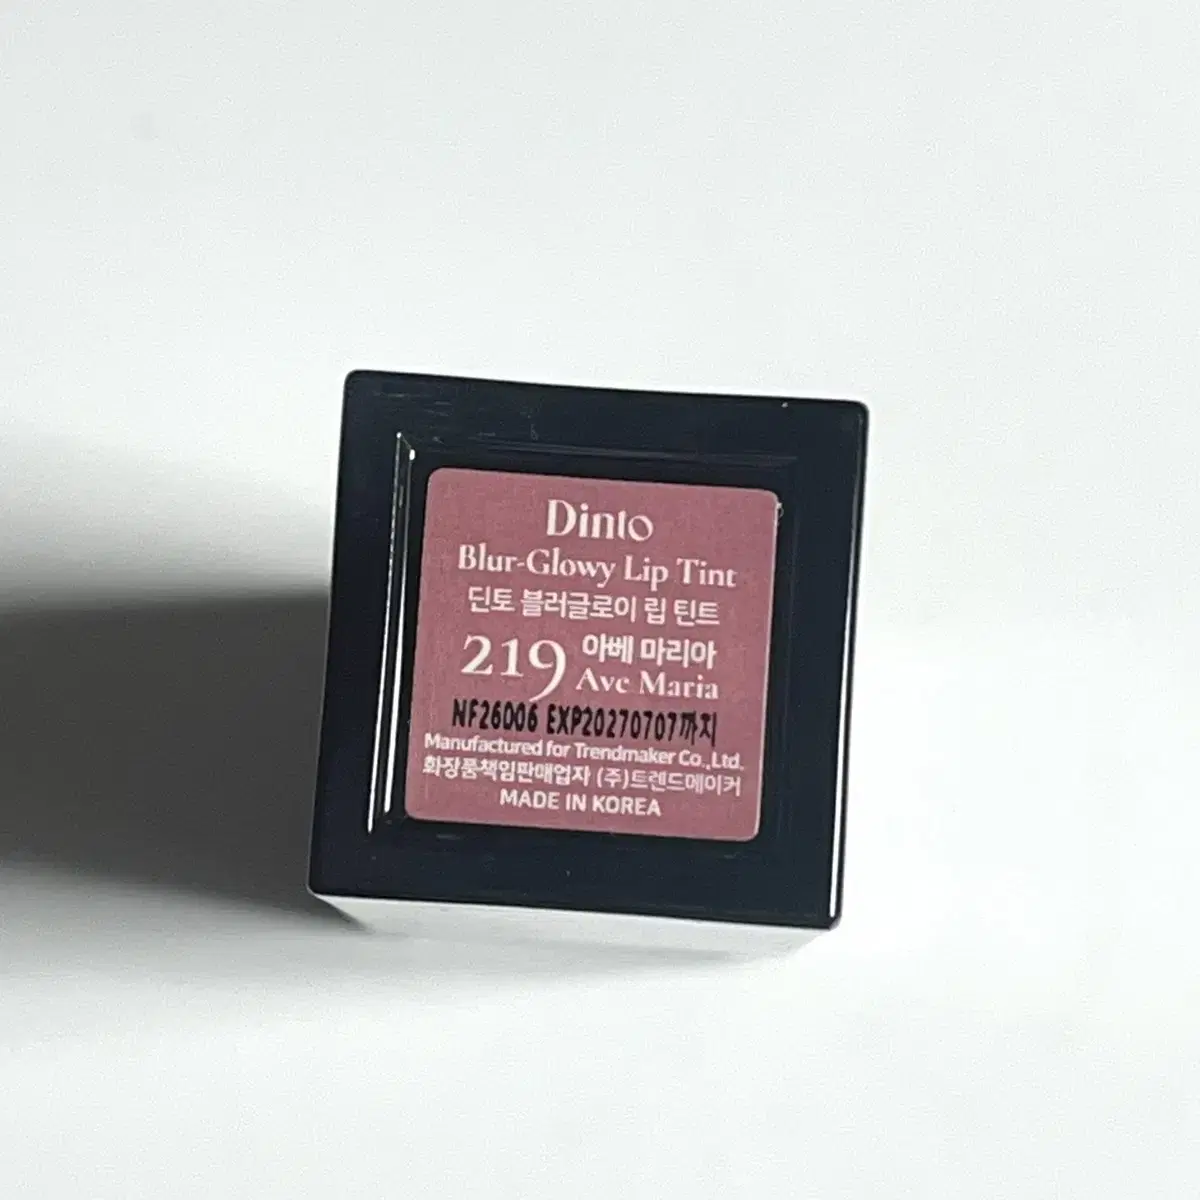 Dinto
Blur-Glowy Lip Tint
딘토 블러글로이 립 틴트
219 아베 마리아
Ave Maria
NF26006 EXP20270707까지
Manufactured for Trendmaker Co.,Ltd.
화장품책임판매업자 (주)트렌드메이커
MADE IN KOREA